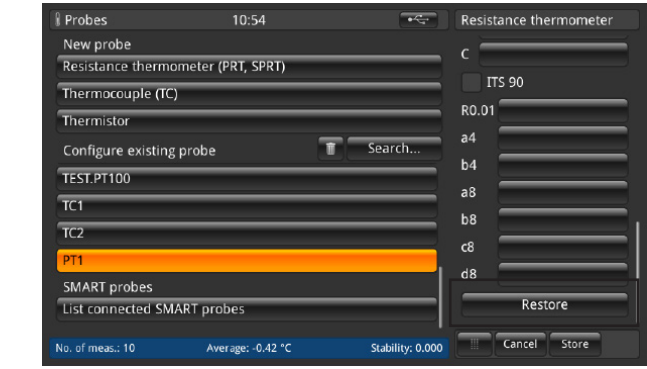 Probes 10:54
New probe
Resistance thermometer (PRT, SPRT)
Thermocouple (TC)
Thermistor
Configure existing probe Search...
TEST.PT100
TC1
TC2
PT1
SMART probes
List connected SMART probes
No. of meas.: 10 Average: -0.42 °C Stability: 0.000
Resistance thermometer
C
ITS 90
R0.01
a4
b4
a8
b8
c8
d8
Restore
Cancel Store